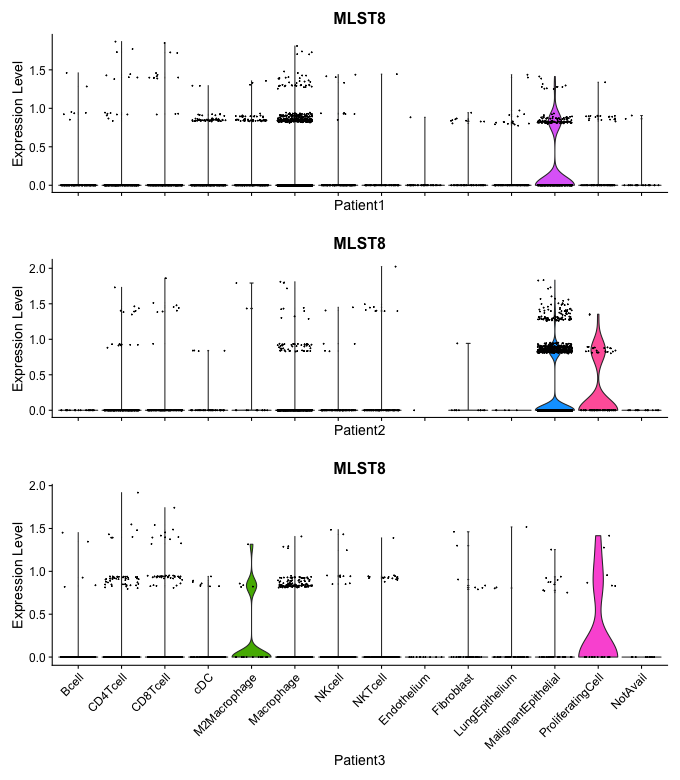 MLST8
Expression Level
1.5
1.0
0.5
0.0
Patient1
MLST8
Expression Level
2.0
1.5
1.0
0.5
0.0
Patient2
MLST8
Expression Level
2.0
1.5
1.0
0.5
0.0
Bcell
CD4Tcell
CD8Tcell
cDC
M2Macrophage
Macrophage
NKcell
NKTcell
Endothelium
Fibroblast
LungEpithelium
MalignantEpithelial
ProliferatingCell
NotAvail
Patient3